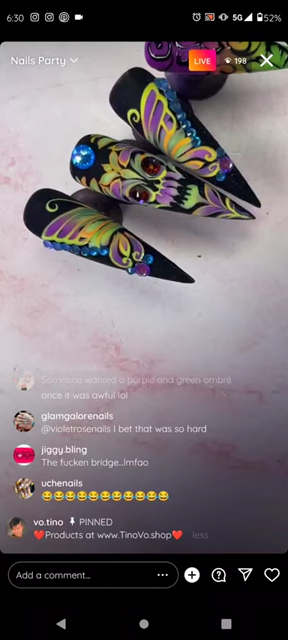 6:30
5G
52%
Nails Party
LIVE
198
Someone wanted a purple and green ombré
once it was awful lol
glamgalorenails
@violetrosenails I bet that was so hard
jiggy.bling
The fucken bridge...lmfao
uchenails
😂😂😂😂😂😂😂😂😂😂😂
vo.tino PINNED
❤️Products at www.TinoVo.shop❤️ less
Add a comment...